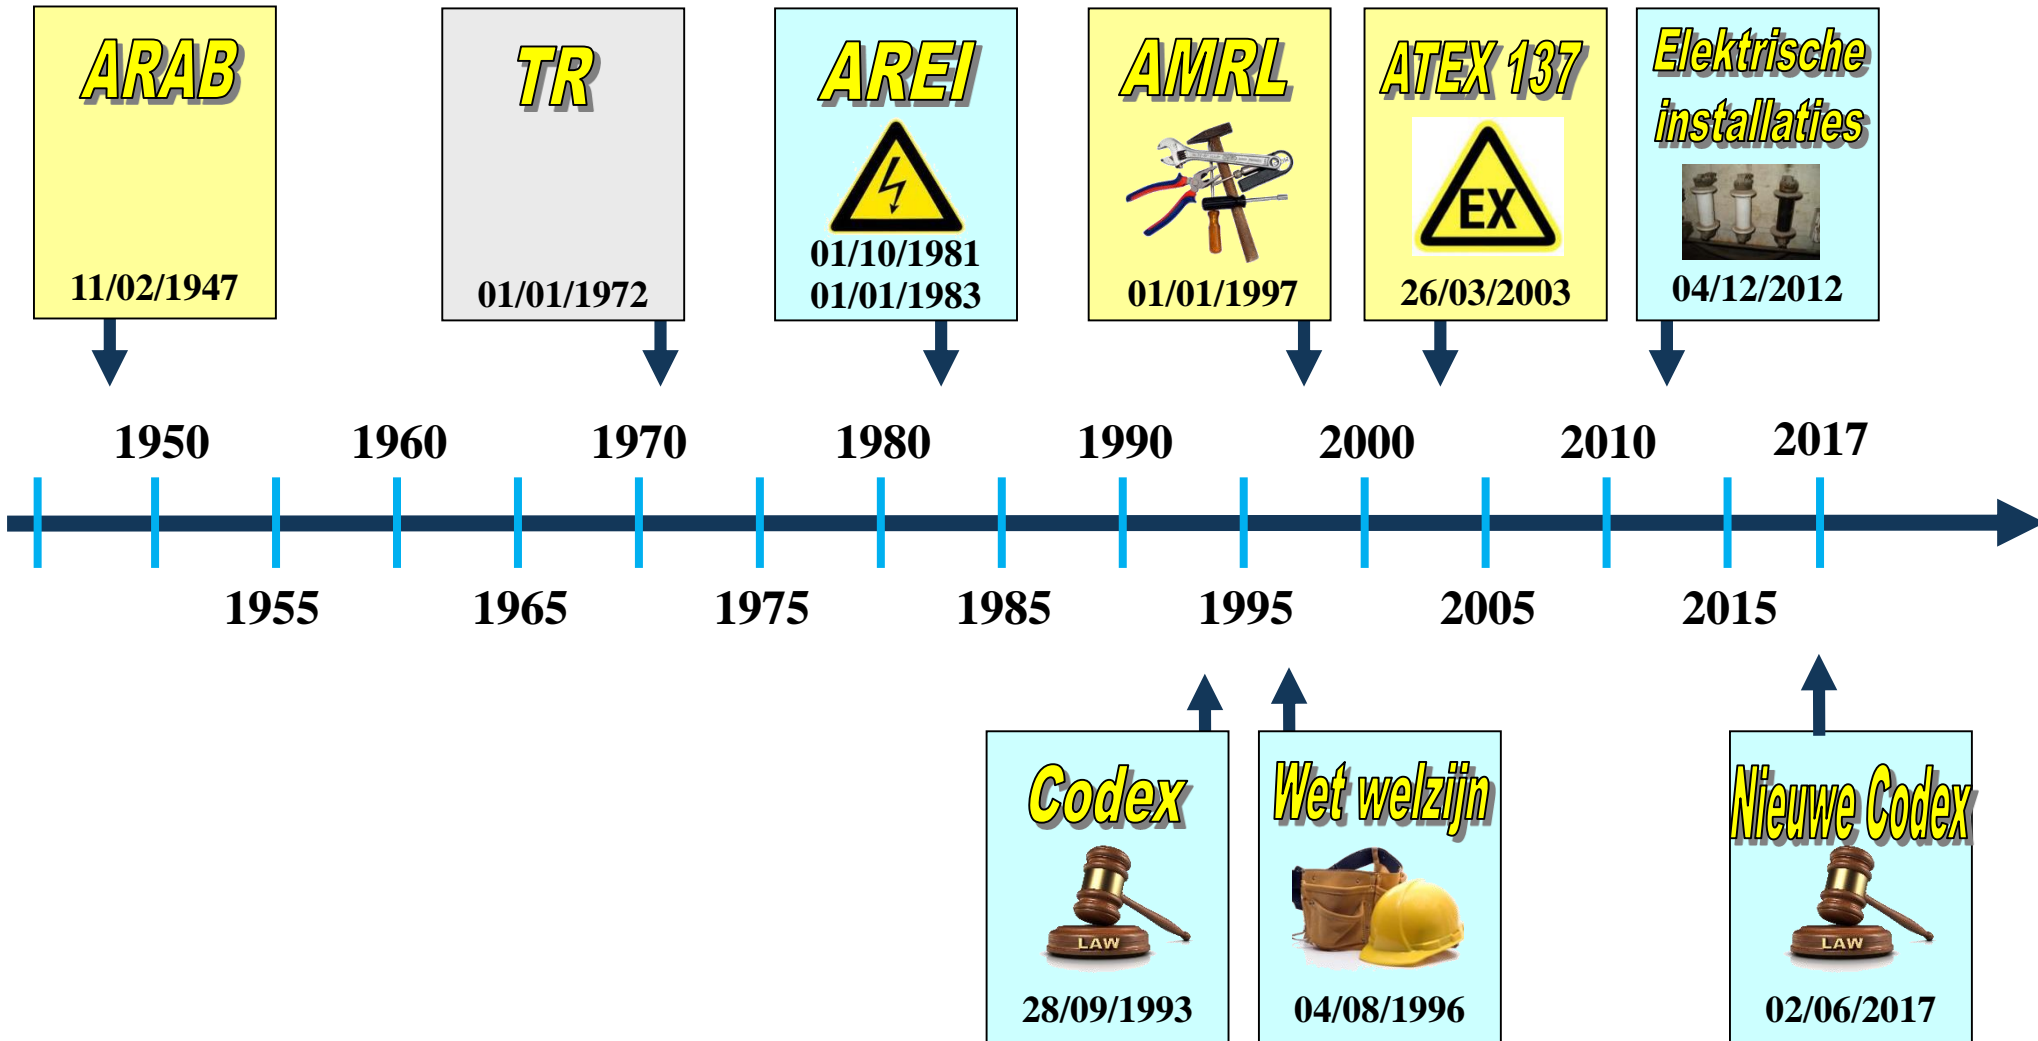 ARAB
11/02/1947
TR
01/01/1972
AREI
01/10/1981
01/01/1983
AMRL
01/01/1997
ATEX 137
EX
26/03/2003
Elektrische
installaties
04/12/2012
1950 1960 1970 1980 1990 2000 2010 2017
1955 1965 1975 1985 1995 2005 2015
Codex
LAW
28/09/1993
Wet welzijn
04/08/1996
Nieuwe Codex
LAW
02/06/2017